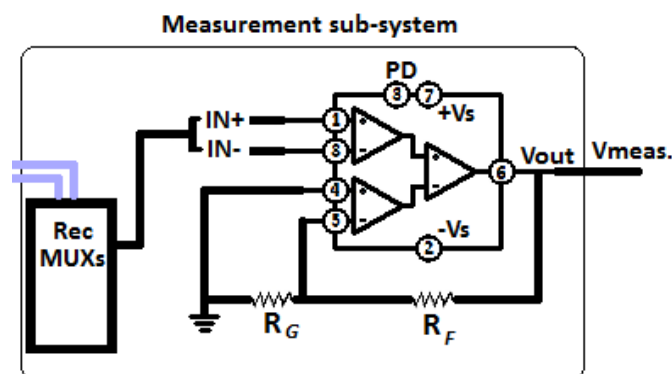 Measurement sub-system
PD
3 7
+Vs
IN+ 1
IN- 8
Vout Vmeas.
6
4
5
-Vs
2
Rec
MUXs
RG RF